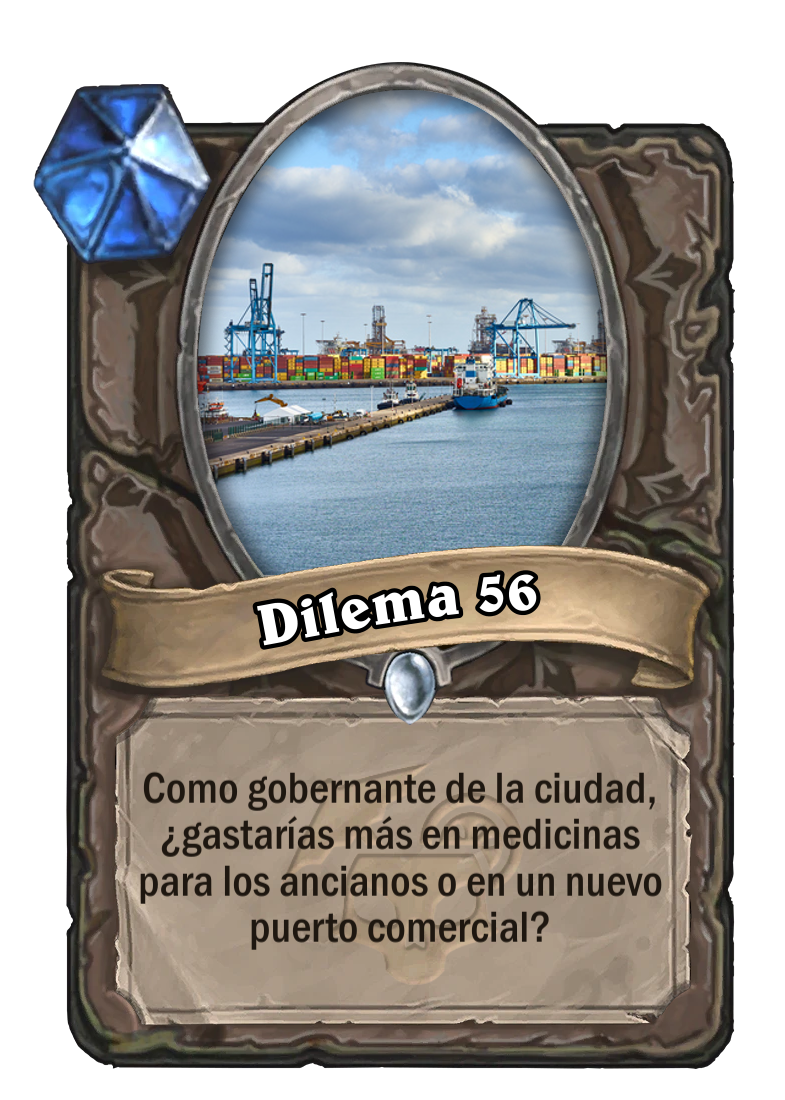 Dilema 56
Como gobernante de la ciudad,
¿gastarías más en medicinas
para los ancianos o en un nuevo
puerto comercial?